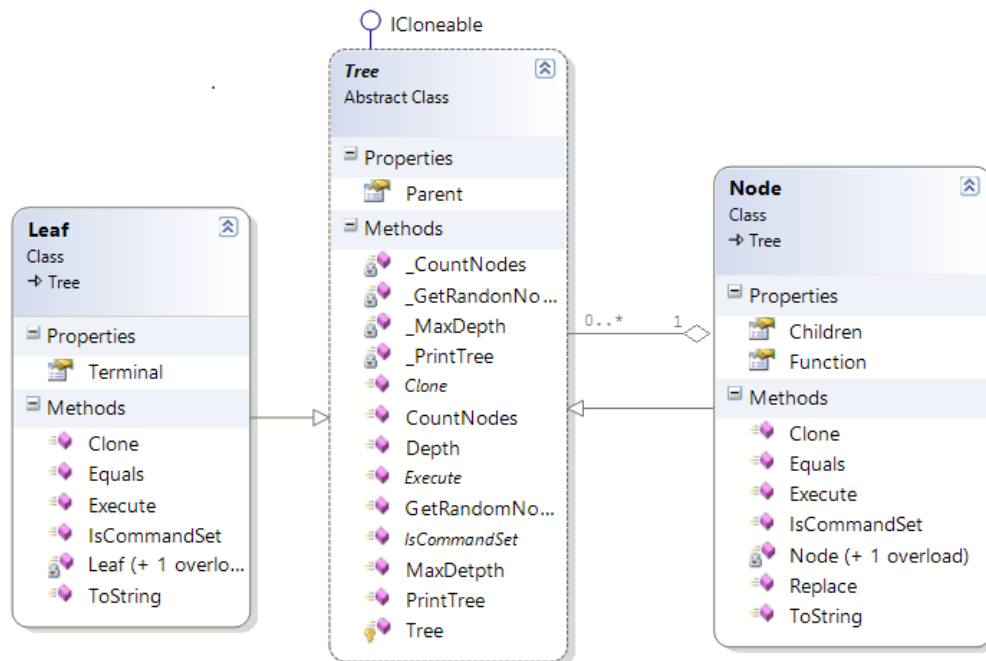 ICloneable
Tree
Abstract Class
Properties
Parent
Methods
_CountNodes
_GetRandonNo...
_MaxDepth
_PrintTree
Clone
CountNodes
Depth
Execute
GetRandomNo...
IsCommandSet
MaxDetpth
PrintTree
Tree
Leaf
Class
Tree
Properties
Terminal
Methods
Clone
Equals
Execute
IsCommandSet
Leaf (+ 1 overlo...
ToString
0..* 1
Node
Class
Tree
Properties
Children
Function
Methods
Clone
Equals
Execute
IsCommandSet
Node (+ 1 overload)
Replace
ToString